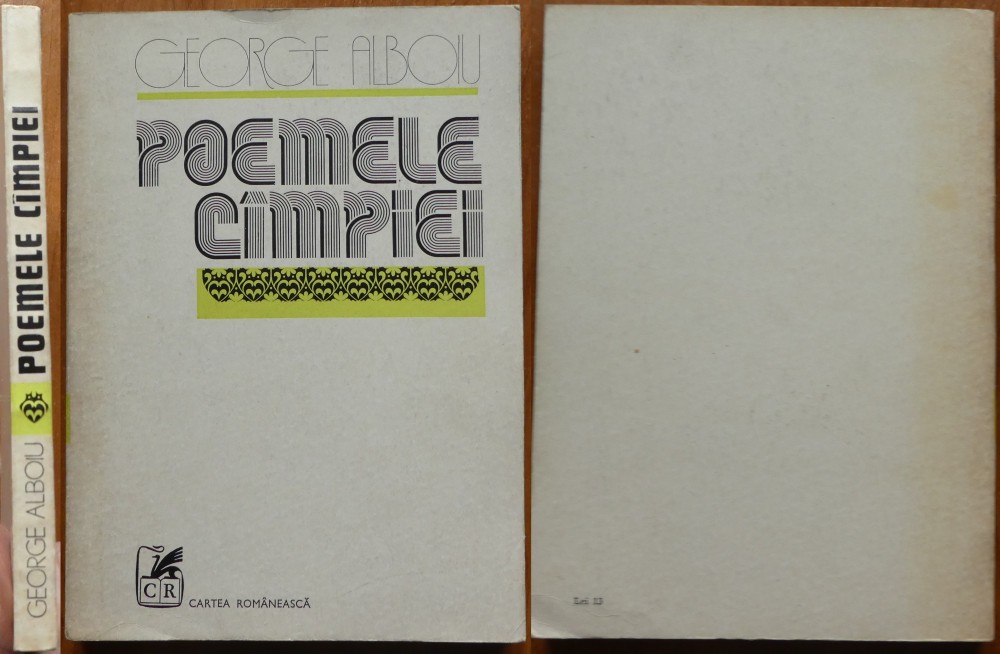 GEORGE ALBOIU POEMELE CÎMPIEI
GEORGE ALBOIU
POEMELE
CÎMPIEI
CR
CARTEA ROMÂNEASCĂ
Lei 13